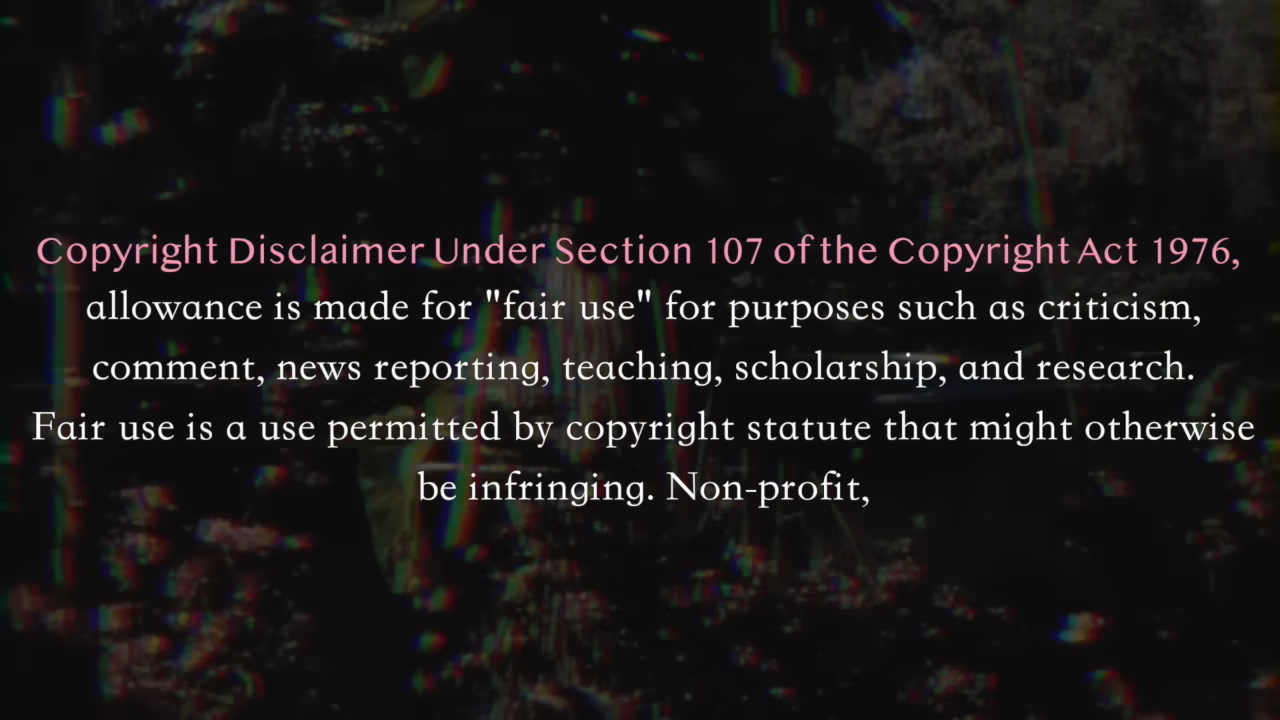 Copyright Disclaimer Under Section 107 of the Copyright Act 1976,
allowance is made for "fair use" for purposes such as criticism,
comment, news reporting, teaching, scholarship, and research.
Fair use is a use permitted by copyright statute that might otherwise
be infringing. Non-profit,